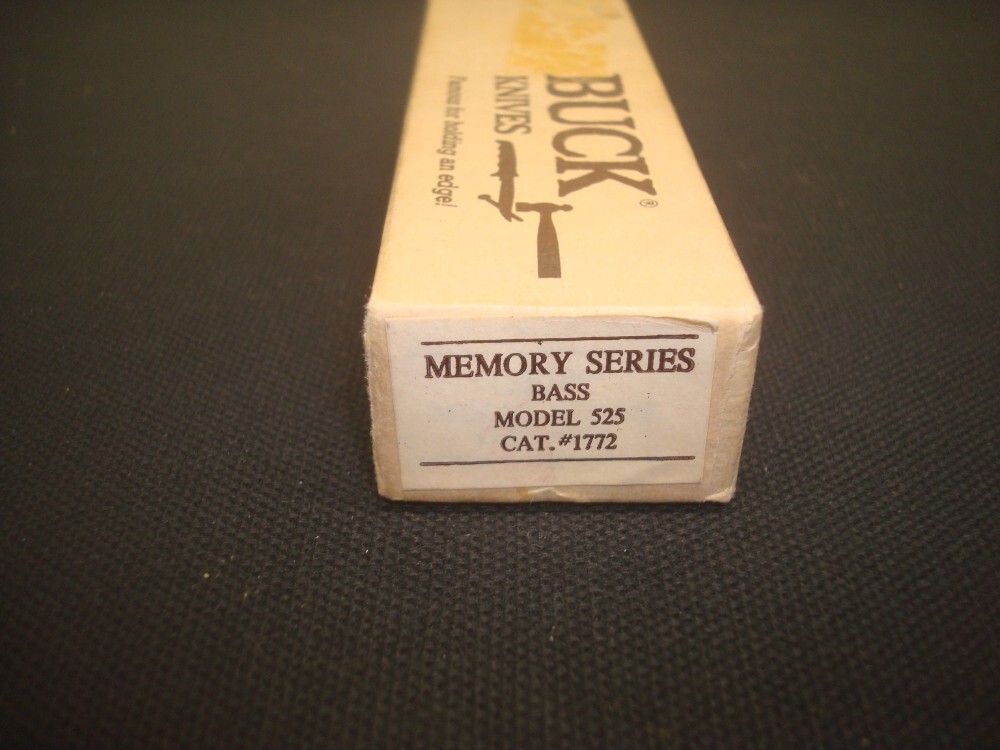 BUCK®
KNIVES
Famous for holding an edge!
MEMORY SERIES
BASS
MODEL 525
CAT. #1772